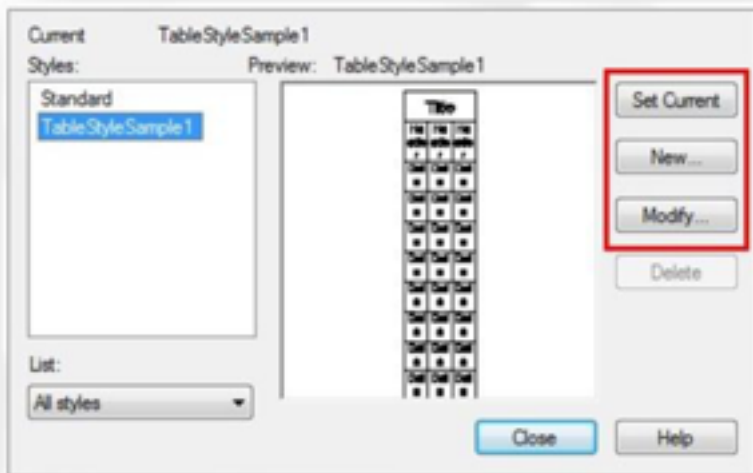 Current TableStyleSample1
Styles:
Preview: TableStyleSample1
Standard
TableStyleSample1
Title
Set Current
New...
Modify...
Delete
List:
All styles
Close
Help